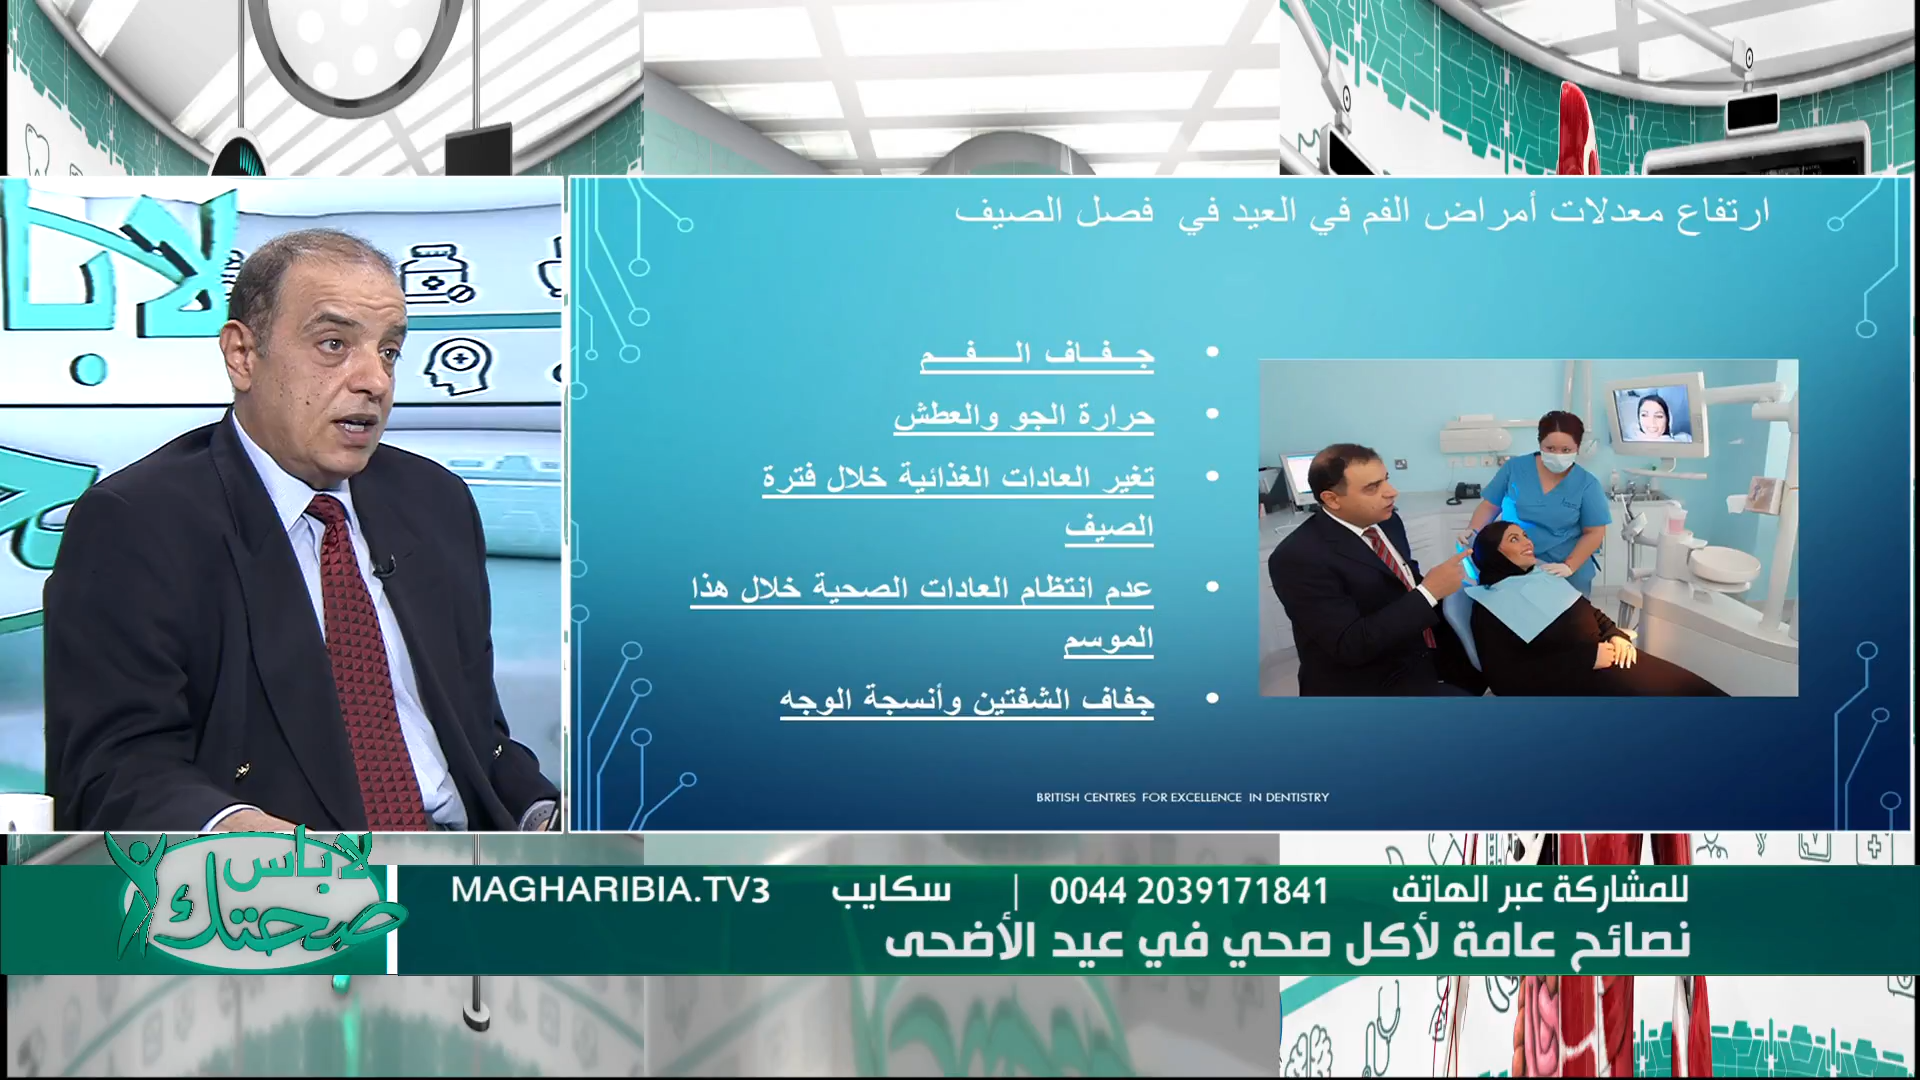 ارتفاع معدلات أمراض الفم في العيد في فصل الصيف
• جـــفـــاف الـــــفـــــم
• حرارة الجو والعطش
• تغير العادات الغذائية خلال فترة
الصيف
• عدم انتظام العادات الصحية خلال هذا
الموسم
• جفاف الشفتين وأنسجة الوجه
BRITISH CENTRES FOR EXCELLENCE IN DENTISTRY
لاباس
صحتك
للمشاركة عبر الهاتف 0044 2039171841 | سكايب MAGHARIBIA.TV3
نصائح عامة لأكل صحي في عيد الأضحى